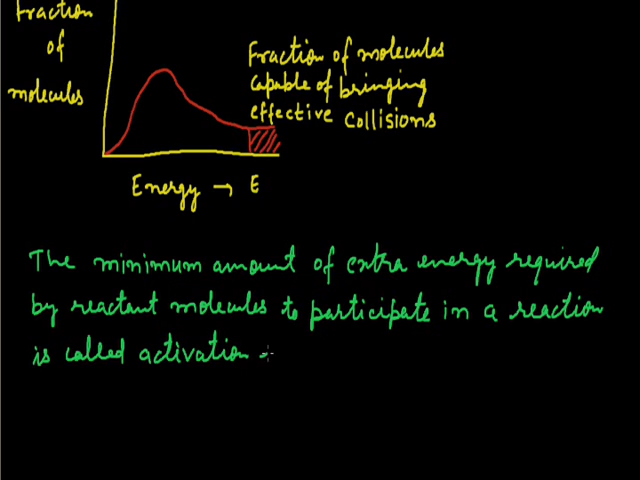 Fraction
of
molecules
Fraction of molecules
capable of bringing
effective collisions
Energy → E
The minimum amount of extra energy required
by reactant molecules to participate in a reaction
is called activation